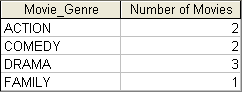 Movie_Genre Number of Movies
ACTION 2
COMEDY 2
DRAMA 3
FAMILY 1